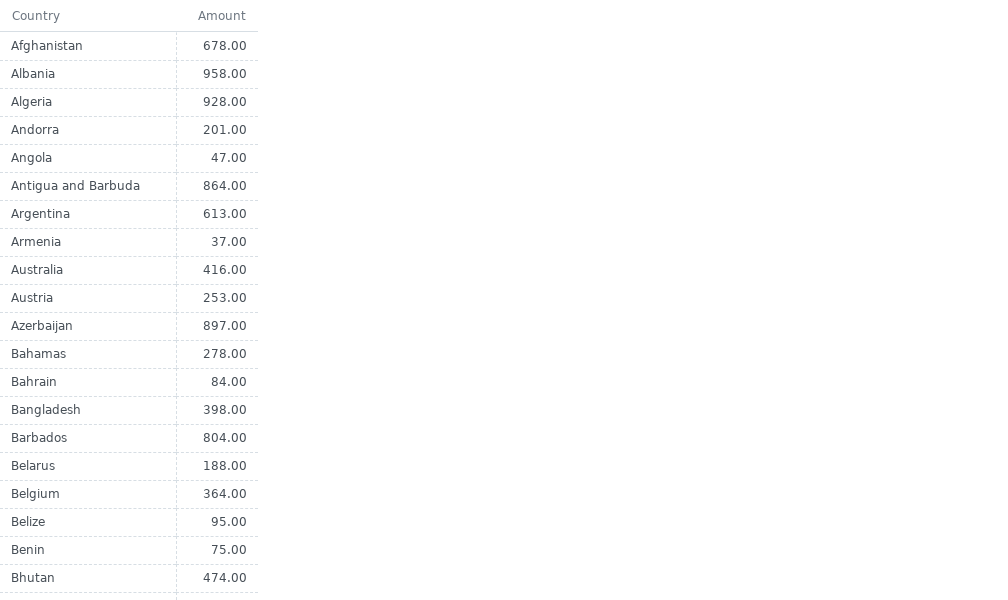 Country Amount
Afghanistan 678.00
Albania 958.00
Algeria 928.00
Andorra 201.00
Angola 47.00
Antigua and Barbuda 864.00
Argentina 613.00
Armenia 37.00
Australia 416.00
Austria 253.00
Azerbaijan 897.00
Bahamas 278.00
Bahrain 84.00
Bangladesh 398.00
Barbados 804.00
Belarus 188.00
Belgium 364.00
Belize 95.00
Benin 75.00
Bhutan 474.00